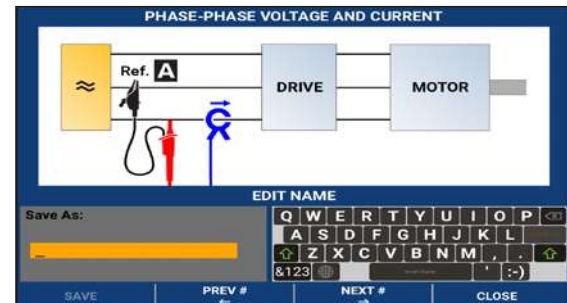 PHASE-PHASE VOLTAGE AND CURRENT
Ref. A
≈
DRIVE
MOTOR
EDIT NAME
Save As:
_
Q W E R T Y U I O P
A S D F G H J K L
Z X C V B N M , .
&123 ' :-)
SAVE
PREV #
←
NEXT #
→
CLOSE